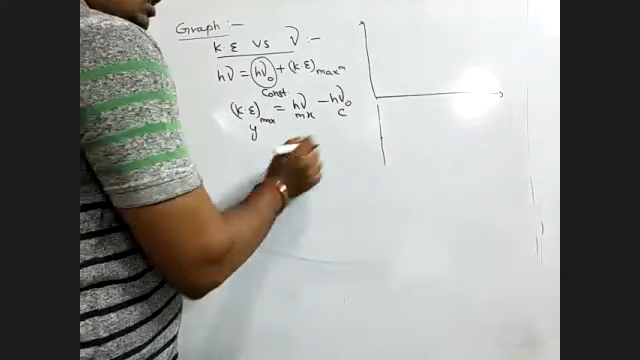 Graph:-
K.E vs ν :-
hν = hν₀ + (K.E)max
Const.
(K.E)max = hν - hν₀
y mx c